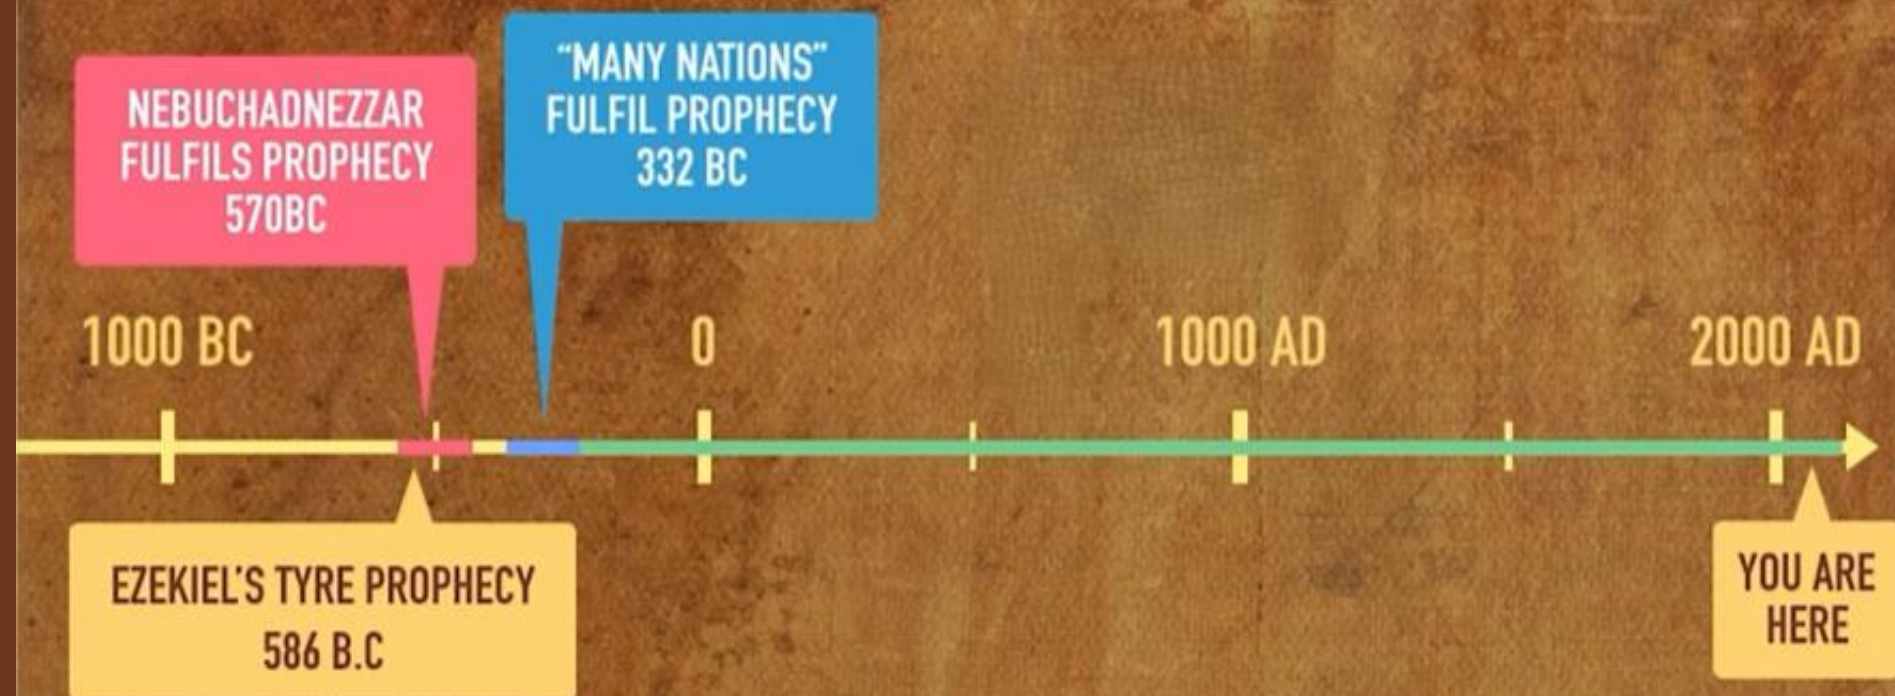 NEBUCHADNEZZAR
FULFILS PROPHECY
570BC
“MANY NATIONS”
FULFIL PROPHECY
332 BC
1000 BC
0
1000 AD
2000 AD
EZEKIEL'S TYRE PROPHECY
586 B.C
YOU ARE
HERE